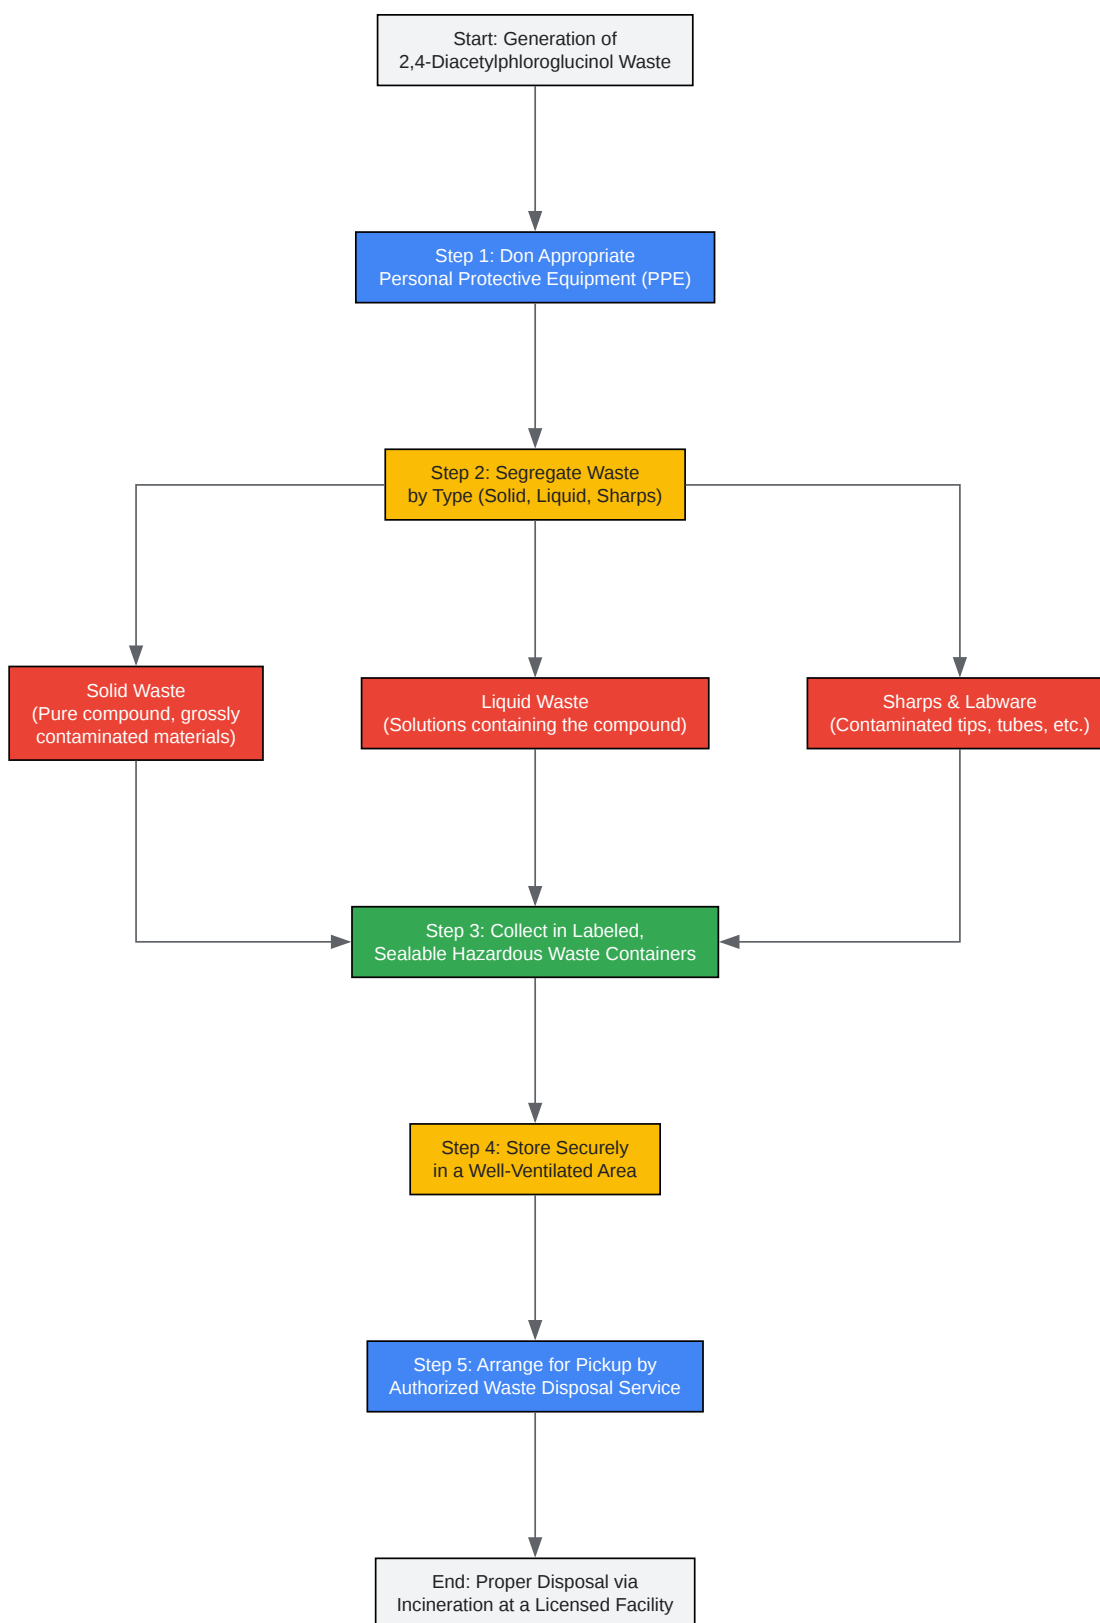 Start: Generation of
2,4-Diacetylphloroglucinol Waste
Step 1: Don Appropriate
Personal Protective Equipment (PPE)
Step 2: Segregate Waste
by Type (Solid, Liquid, Sharps)
Solid Waste
(Pure compound, grossly
contaminated materials)
Liquid Waste
(Solutions containing the compound)
Sharps & Labware
(Contaminated tips, tubes, etc.)
Step 3: Collect in Labeled,
Sealable Hazardous Waste Containers
Step 4: Store Securely
in a Well-Ventilated Area
Step 5: Arrange for Pickup by
Authorized Waste Disposal Service
End: Proper Disposal via
Incineration at a Licensed Facility